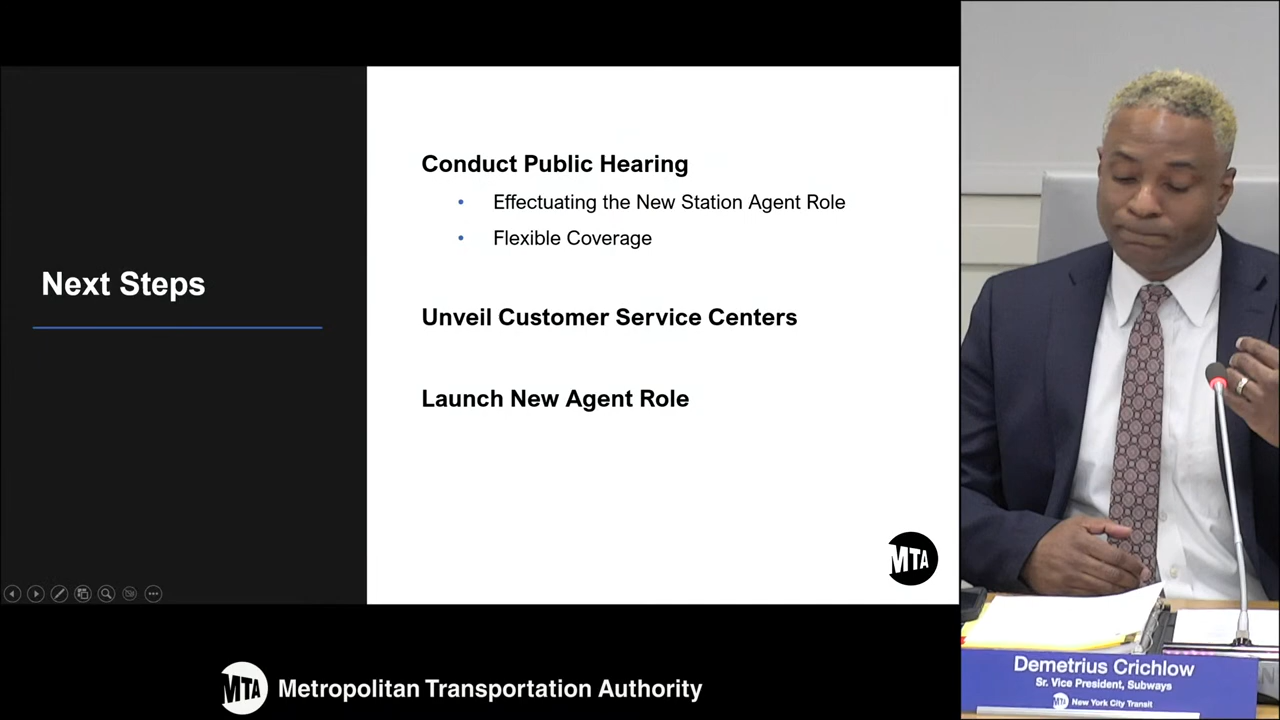 Next Steps
Conduct Public Hearing
• Effectuating the New Station Agent Role
• Flexible Coverage
Unveil Customer Service Centers
Launch New Agent Role
MTA
MTA Metropolitan Transportation Authority
Demetrius Crichlow
Sr. Vice President, Subways
MTA New York City Transit